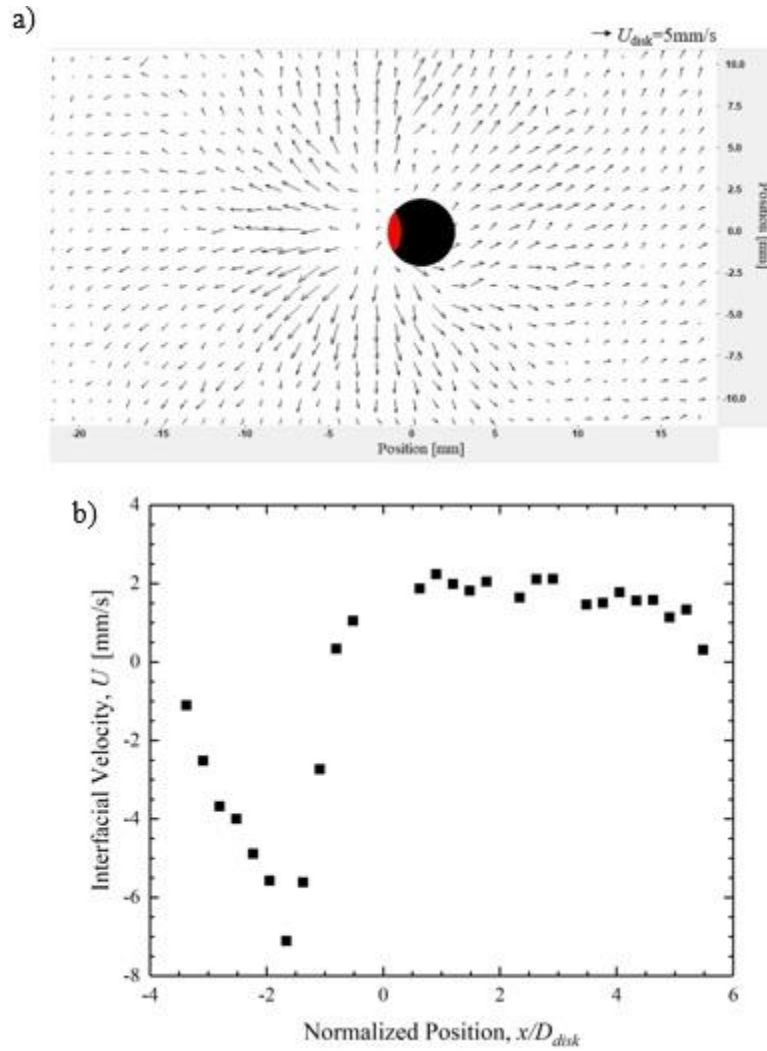 a)
U_disk=5mm/s
10.0
7.5
5.0
2.5
0.0
-2.5
-5.0
-7.5
-10.0
Position [mm]
-20 -15 -10 -5 0 5 10 15
Position [mm]
b)
4
2
0
-2
-4
-6
-8
Interfacial Velocity, U [mm/s]
-4 -2 0 2 4 6
Normalized Position, x/D_disk